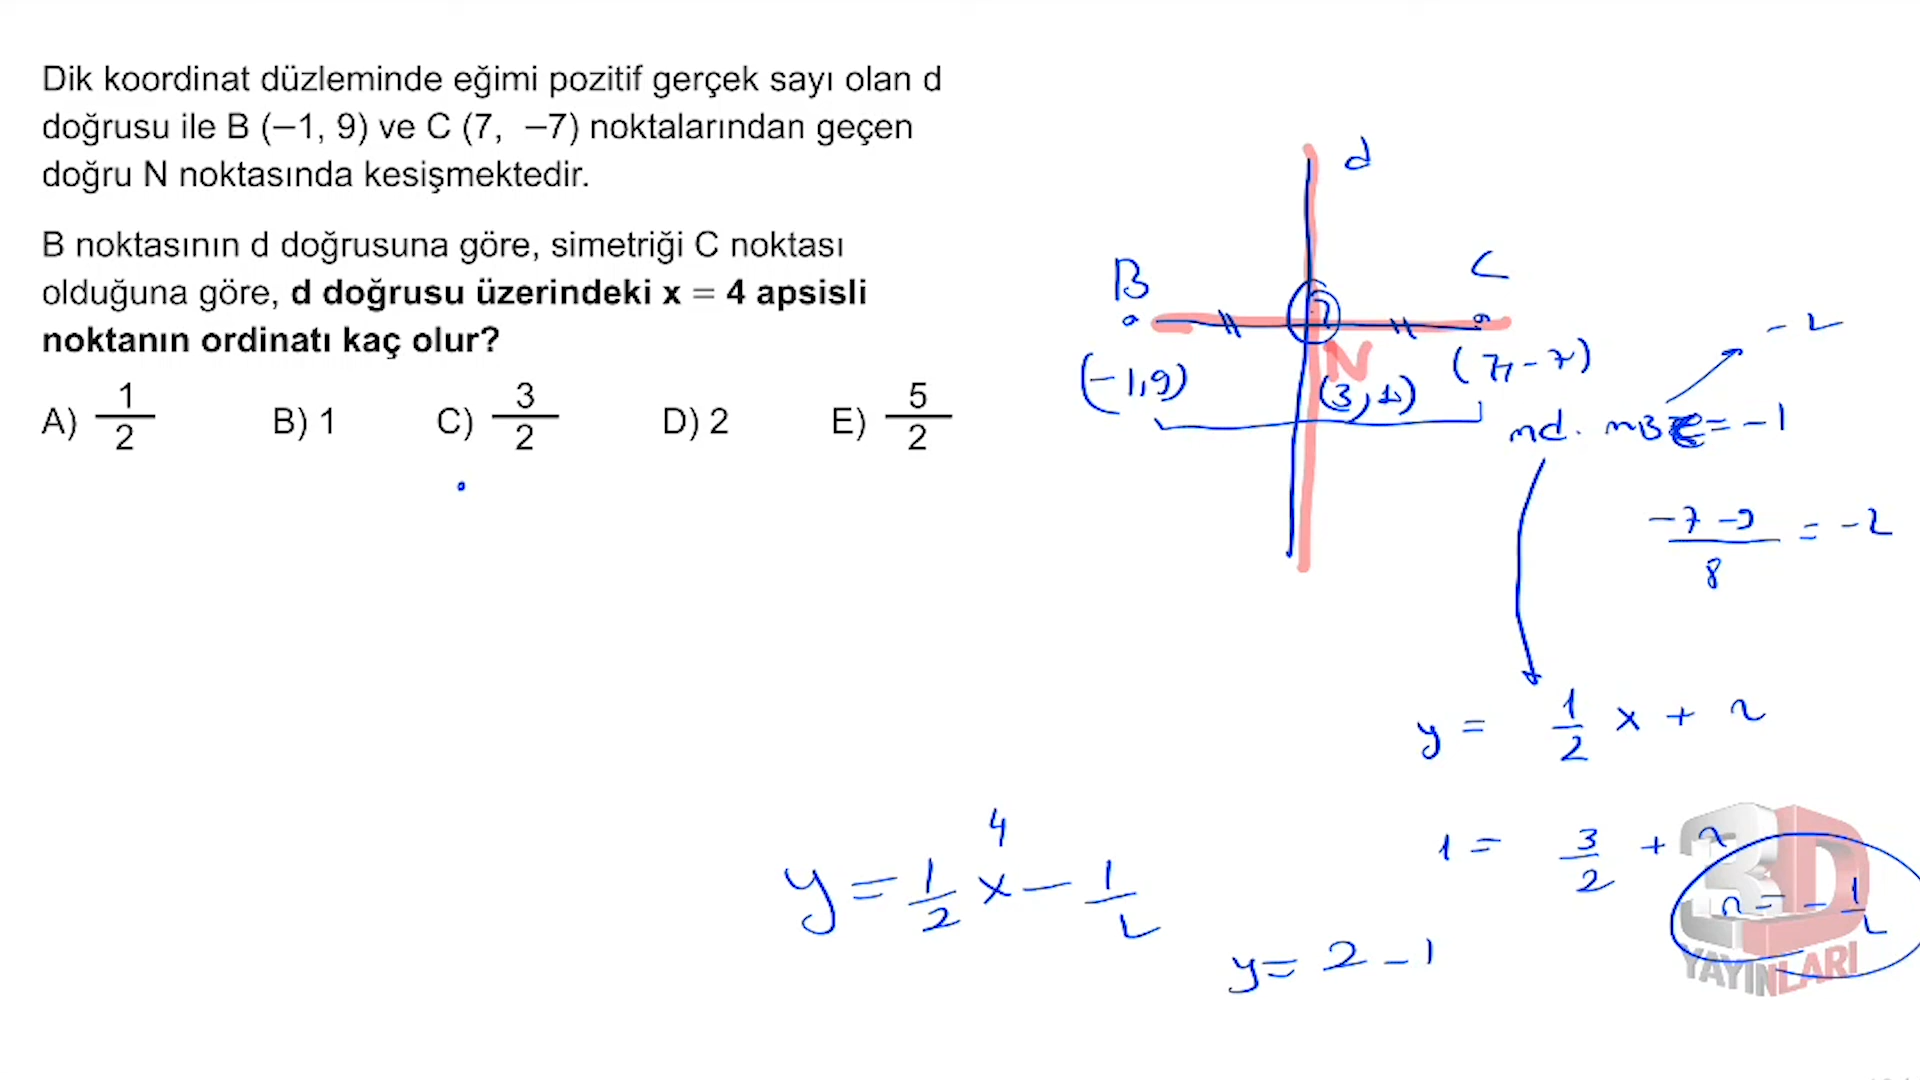 Dik koordinat düzleminde eğimi pozitif gerçek sayı olan d
doğrusu ile B (−1, 9) ve C (7, −7) noktalarından geçen
doğru N noktasında kesişmektedir.
B noktasının d doğrusuna göre, simetriği C noktası
olduğuna göre, d doğrusu üzerindeki x = 4 apsisli
noktanın ordinatı kaç olur?
A) 1/2 B) 1 C) 3/2 D) 2 E) 5/2
d
B C
N
(-1,9) (3,1) (7,-7)
-2
md . mBC = -1
-7-9/8 = -2
y = 1/2 x + n
1 = 3/2 + n
n = -1/2
4
y = 1/2 x - 1/2
y = 2 - 1
3D
YAYINLARI